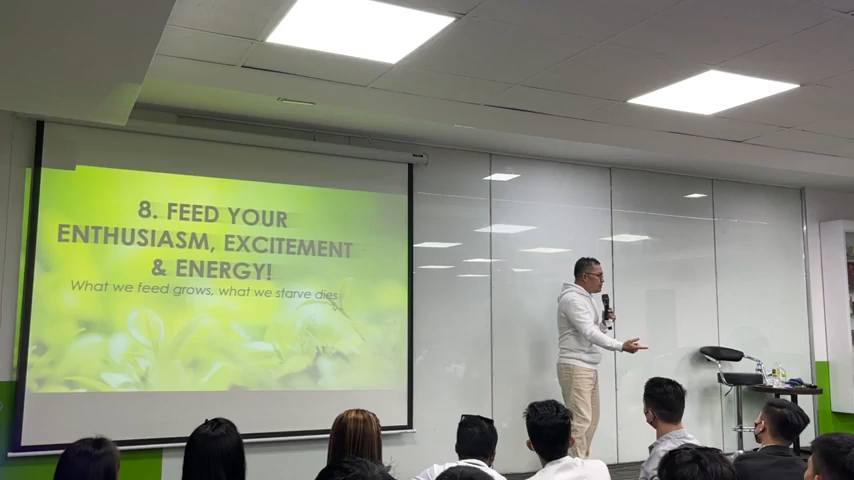 8. FEED YOUR
ENTHUSIASM, EXCITEMENT
& ENERGY!
What we feed grows, what we starve dies